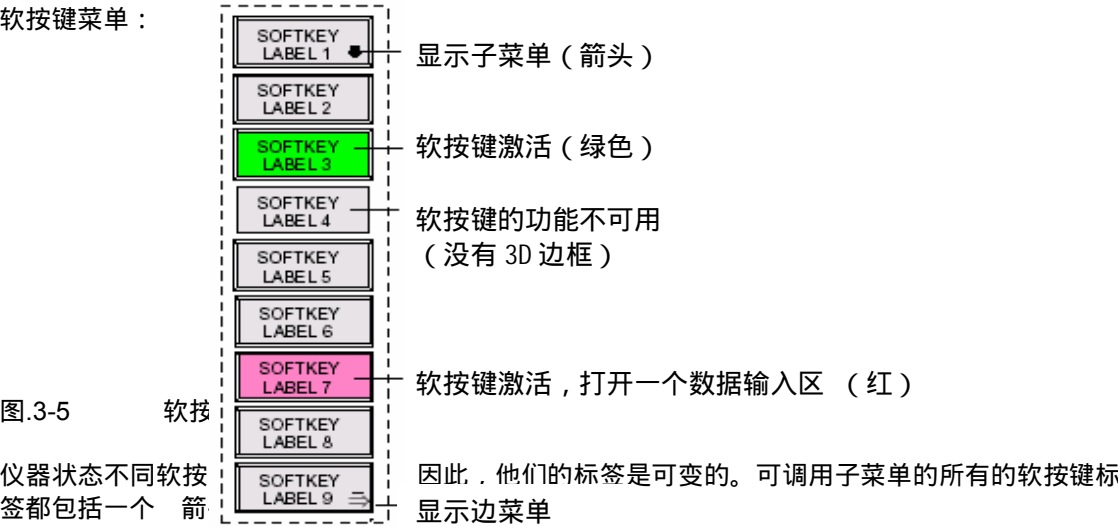 软按键菜单：
SOFTKEY
LABEL 1
显示子菜单（箭头）
SOFTKEY
LABEL 2
SOFTKEY
LABEL 3
软按键激活（绿色）
SOFTKEY
LABEL 4
软按键的功能不可用
（没有 3D 边框）
SOFTKEY
LABEL 5
SOFTKEY
LABEL 6
SOFTKEY
LABEL 7
软按键激活，打开一个数据输入区 （红）
图.3-5 软按
SOFTKEY
LABEL 8
仪器状态不同软按 因此，他们的标签是可变的。可调用子菜单的所有的软按键标
签都包括一个 箭
SOFTKEY
LABEL 9
显示边菜单